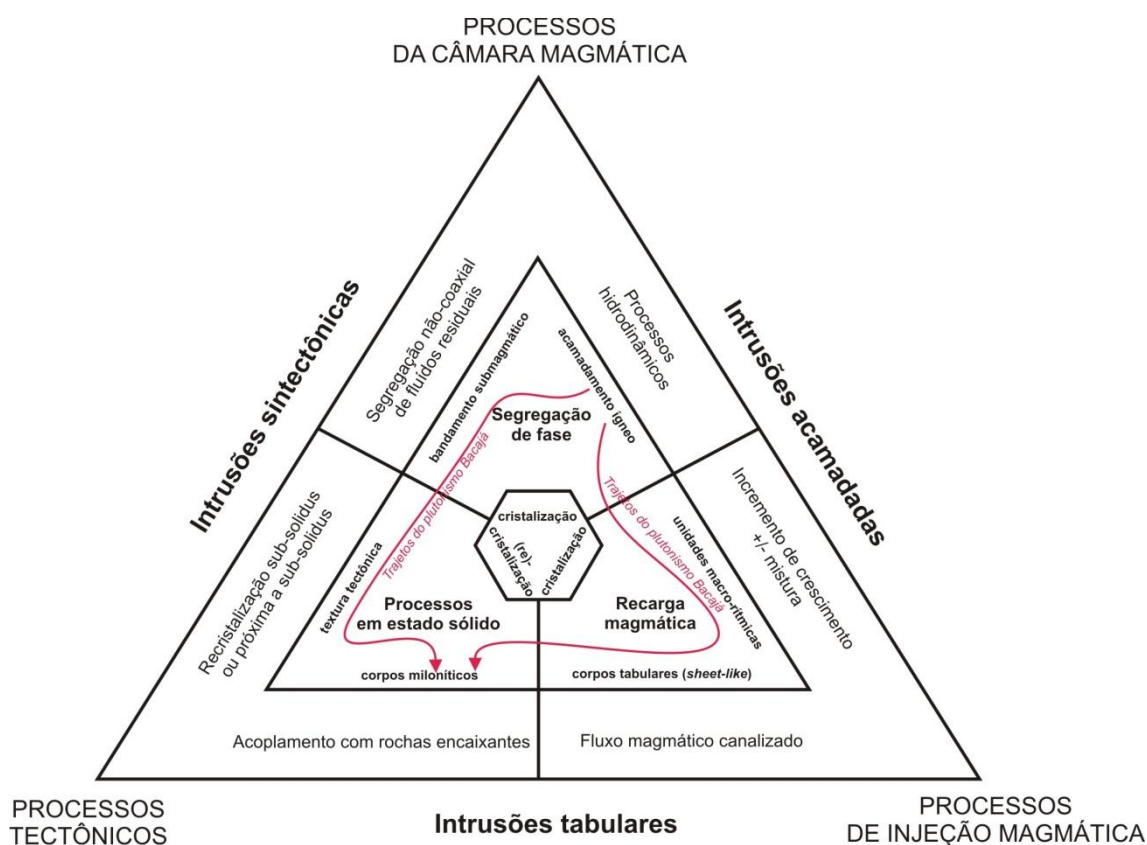 PROCESSOS
DA CÂMARA MAGMÁTICA
Intrusões sintectônicas
Segregação não-coaxial
de fluídos residuais
Processos
hidrodinâmicos
Intrusões acamadadas
bandamento submagmático
acamadamento ígneo
Segregação
de fase
Trajetos do plutonismo Bacajá
Trajetos do plutonismo Bacajá
Recristalização sub-solidus
ou próxima a sub-solidus
textura tectônica
cristalização
(re)-
cristalização
cristalização
unidades macro-rítmicas
Incremento de crescimento
+/- mistura
Processos
em estado sólido
Recarga
magmática
corpos miloníticos
corpos tabulares (sheet-like)
Acoplamento com rochas encaixantes
Fluxo magmático canalizado
PROCESSOS
TECTÔNICOS
Intrusões tabulares
PROCESSOS
DE INJEÇÃO MAGMÁTICA